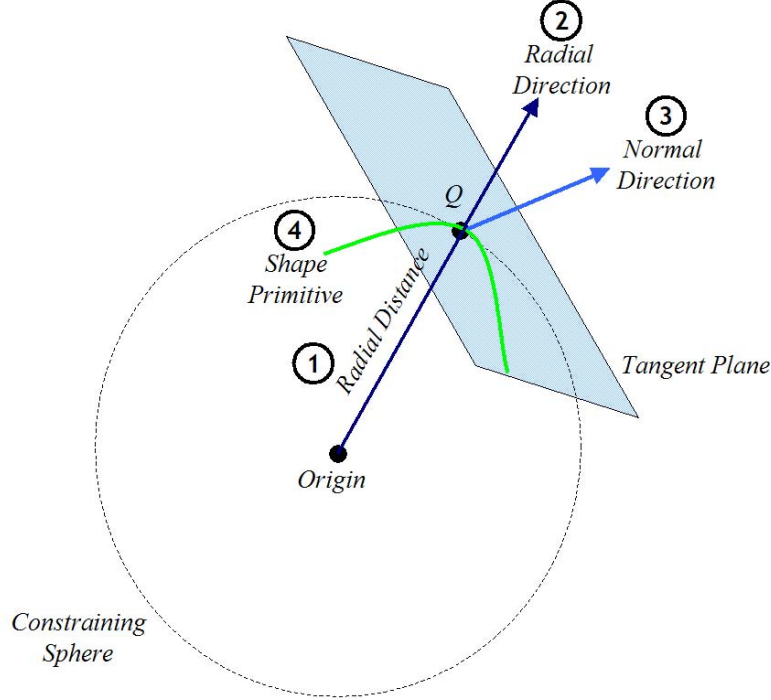 2
Radial
Direction
3
Normal
Direction
Q
4
Shape
Primitive
Radial Distance
1
Tangent Plane
Origin
Constraining
Sphere